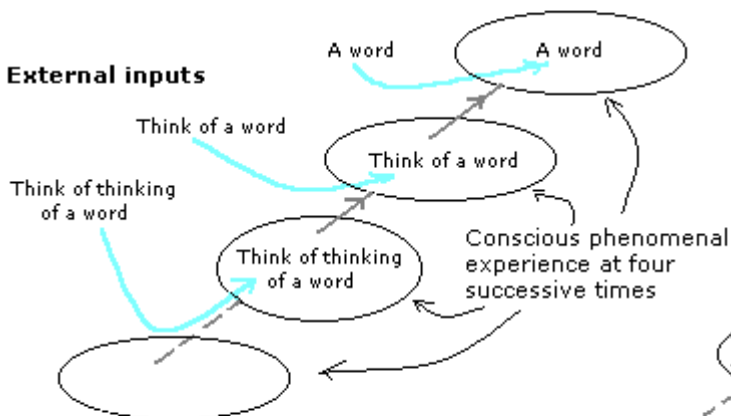 A word
A word
External inputs
Think of a word
Think of a word
Think of thinking
of a word
Think of thinking
of a word
Conscious phenomenal
experience at four
successive times